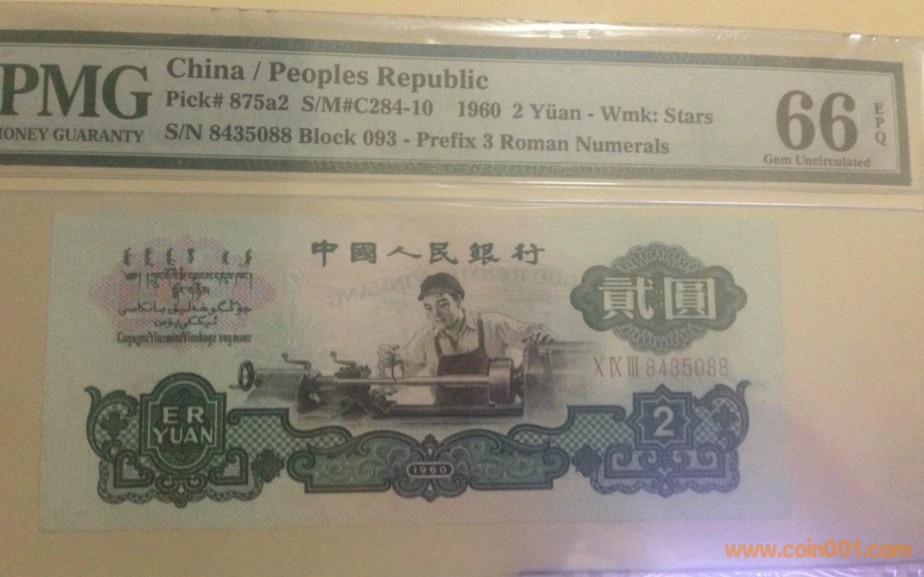 PMG
MONEY GUARANTY
China / Peoples Republic
Pick# 875a2 S/M#C284-10 1960 2 Yüan - Wmk: Stars
S/N 8435088 Block 093 - Prefix 3 Roman Numerals
66
EPQ
Gem Uncirculated
中國人民銀行
貳圓
X IX III 8435088
ER
YUAN
2
1960
www.coin001.com